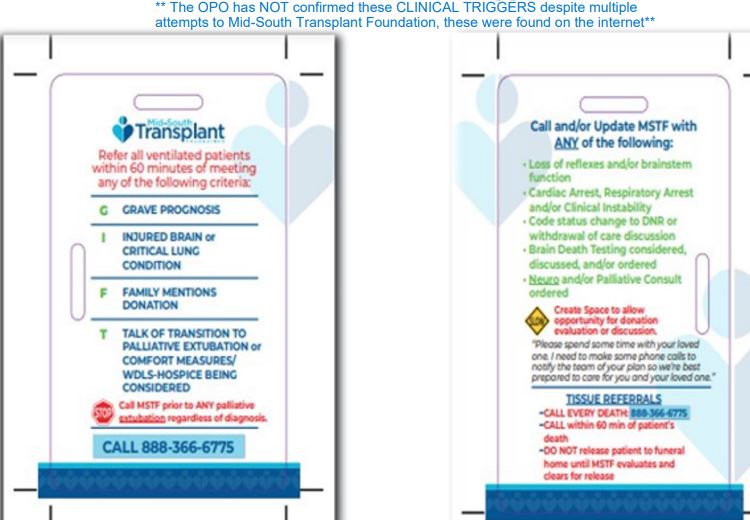 ** The OPO has NOT confirmed these CLINICAL TRIGGERS despite multiple
attempts to Mid-South Transplant Foundation, these were found on the internet**
Mid-South
Transplant
FOUNDATION
Refer all ventilated patients
within 60 minutes of meeting
any of the following criteria:
G GRAVE PROGNOSIS
I INJURED BRAIN or
CRITICAL LUNG
CONDITION
F FAMILY MENTIONS
DONATION
T TALK OF TRANSITION TO
PALLIATIVE EXTUBATION or
COMFORT MEASURES/
WDLS-HOSPICE BEING
CONSIDERED
STOP
Call MSTF prior to ANY palliative
extubation regardless of diagnosis.
CALL 888-366-6775
Call and/or Update MSTF with
ANY of the following:
• Loss of reflexes and/or brainstem
function
• Cardiac Arrest, Respiratory Arrest
and/or Clinical Instability
• Code status change to DNR or
withdrawal of care discussion
• Brain Death Testing considered,
discussed, and/or ordered
• Neuro and/or Palliative Consult
ordered
SLOW
Create Space to allow
opportunity for donation
evaluation or discussion.
"Please spend some time with your loved
one. I need to make some phone calls to
notify the team of your plan so we're best
prepared to care for you and your loved one."
TISSUE REFERRALS
-CALL EVERY DEATH: 888-366-6775
-CALL within 60 min of patient's
death
-DO NOT release patient to funeral
home until MSTF evaluates and
clears for release